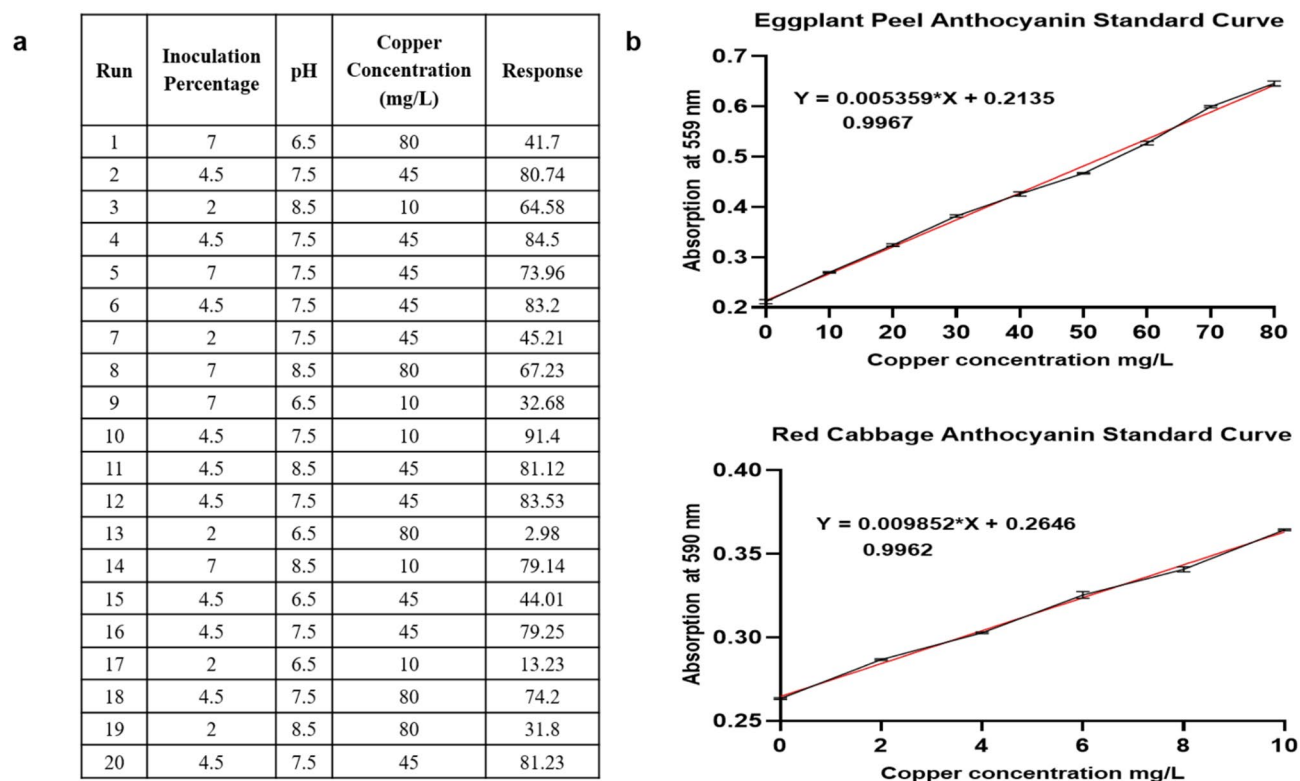 a
Run Inoculation Percentage pH Copper Concentration (mg/L) Response
1 7 6.5 80 41.7
2 4.5 7.5 45 80.74
3 2 8.5 10 64.58
4 4.5 7.5 45 84.5
5 7 7.5 45 73.96
6 4.5 7.5 45 83.2
7 2 7.5 45 45.21
8 7 8.5 80 67.23
9 7 6.5 10 32.68
10 4.5 7.5 10 91.4
11 4.5 8.5 45 81.12
12 4.5 7.5 45 83.53
13 2 6.5 80 2.98
14 7 8.5 10 79.14
15 4.5 6.5 45 44.01
16 4.5 7.5 45 79.25
17 2 6.5 10 13.23
18 4.5 7.5 80 74.2
19 2 8.5 80 31.8
20 4.5 7.5 45 81.23
b
Eggplant Peel Anthocyanin Standard Curve
Y = 0.005359*X + 0.2135
0.9967
Absorption at 559 nm
0.7
0.6
0.5
0.4
0.3
0.2
0 10 20 30 40 50 60 70 80
Copper concentration mg/L
Red Cabbage Anthocyanin Standard Curve
Y = 0.009852*X + 0.2646
0.9962
Absorption at 590 nm
0.40
0.35
0.30
0.25
0 2 4 6 8 10
Copper concentration mg/L